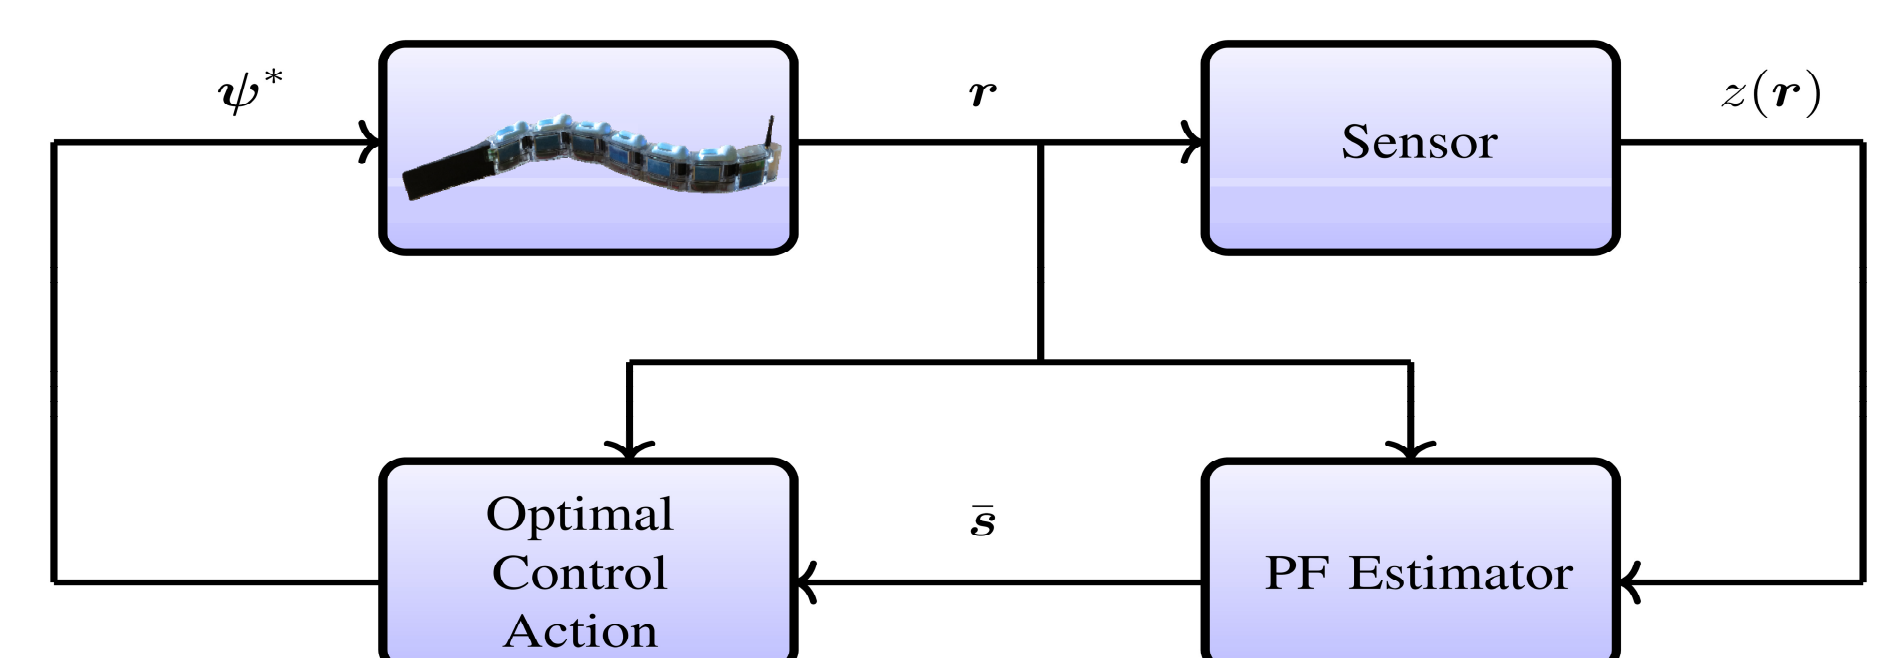 ψ*
r
z(r)
Sensor
s̄
Optimal
Control
Action
PF Estimator